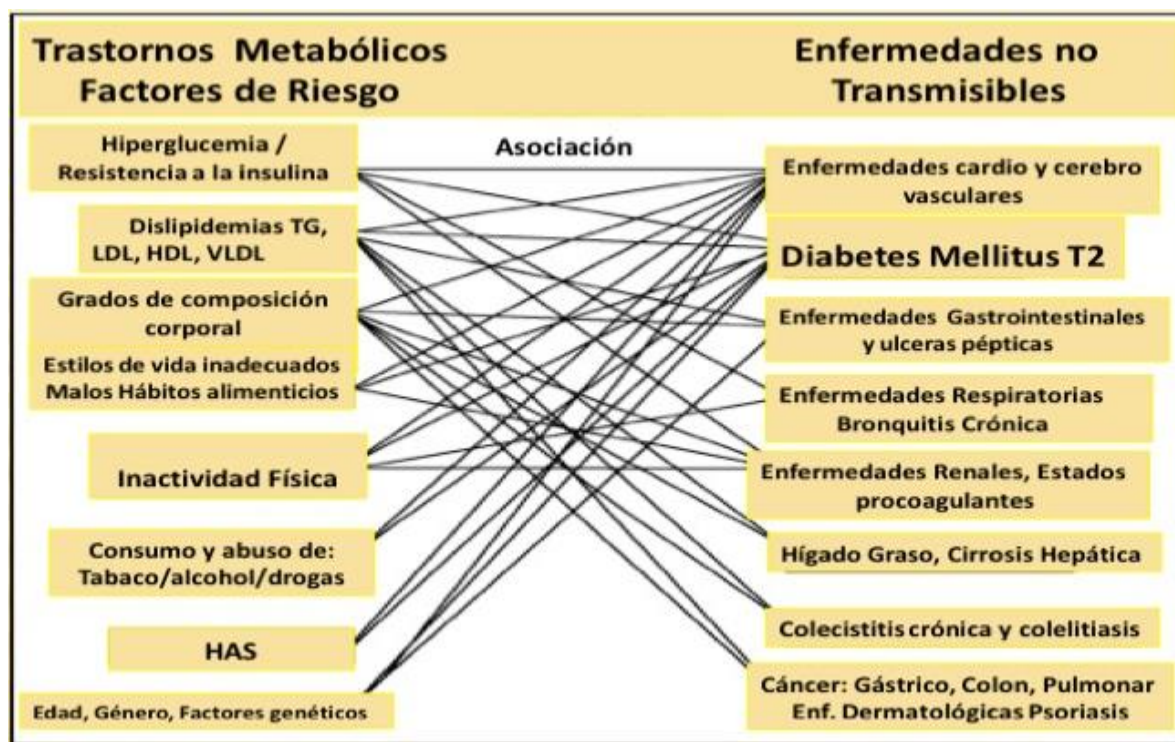 Trastornos Metabólicos
Factores de Riesgo
Enfermedades no
Transmisibles
Asociación
Hiperglucemia /
Resistencia a la insulina
Dislipidemias TG,
LDL, HDL, VLDL
Grados de composición
corporal
Estilos de vida inadecuados
Malos Hábitos alimenticios
Inactividad Física
Consumo y abuso de:
Tabaco/alcohol/drogas
HAS
Edad, Género, Factores genéticos
Enfermedades cardio y cerebro
vasculares
Diabetes Mellitus T2
Enfermedades Gastrointestinales
y ulceras pépticas
Enfermedades Respiratorias
Bronquitis Crónica
Enfermedades Renales, Estados
procoagulantes
Hígado Graso, Cirrosis Hepática
Colecistitis crónica y colelitiasis
Cáncer: Gástrico, Colon, Pulmonar
Enf. Dermatológicas Psoriasis